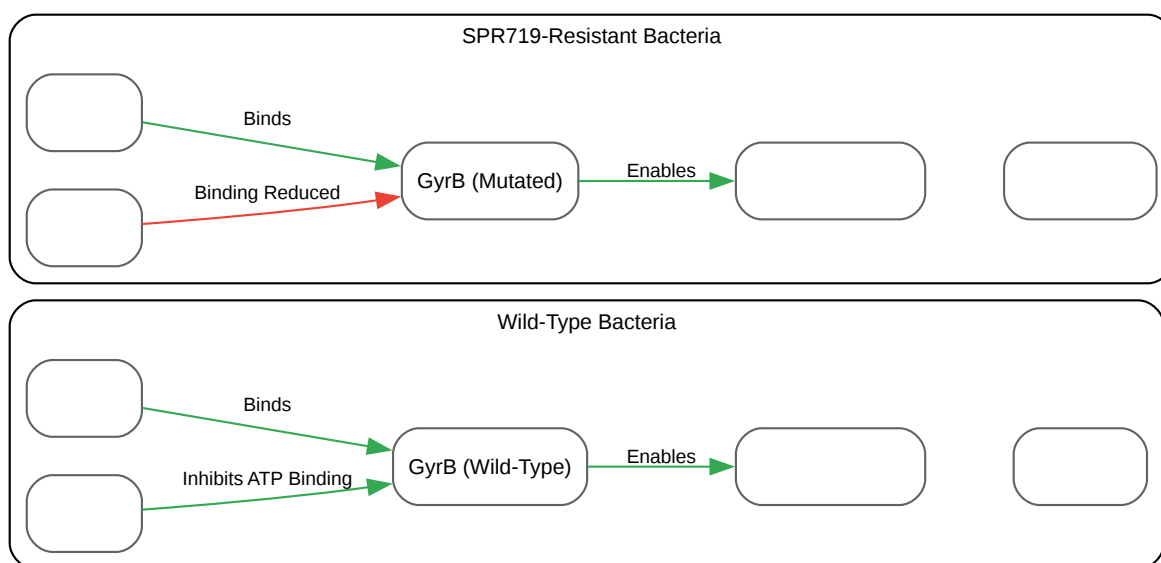 SPR719-Resistant Bacteria
Binds
Binding Reduced
GyrB (Mutated)
Enables
Wild-Type Bacteria
Binds
Inhibits ATP Binding
GyrB (Wild-Type)
Enables